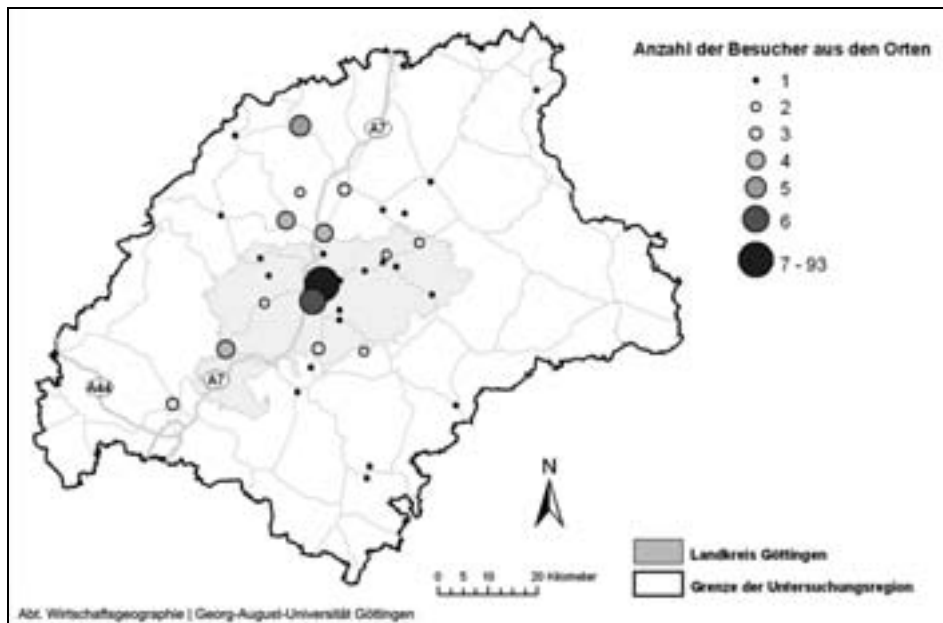 Anzahl der Besucher aus den Orten
1
2
3
4
5
6
7 - 93
A7
A7
A44
N
0 5 10 20 Kilometer
Landkreis Göttingen
Grenze der Untersuchungsregion
Abt. Wirtschaftsgeographie | Georg-August-Universität Göttingen